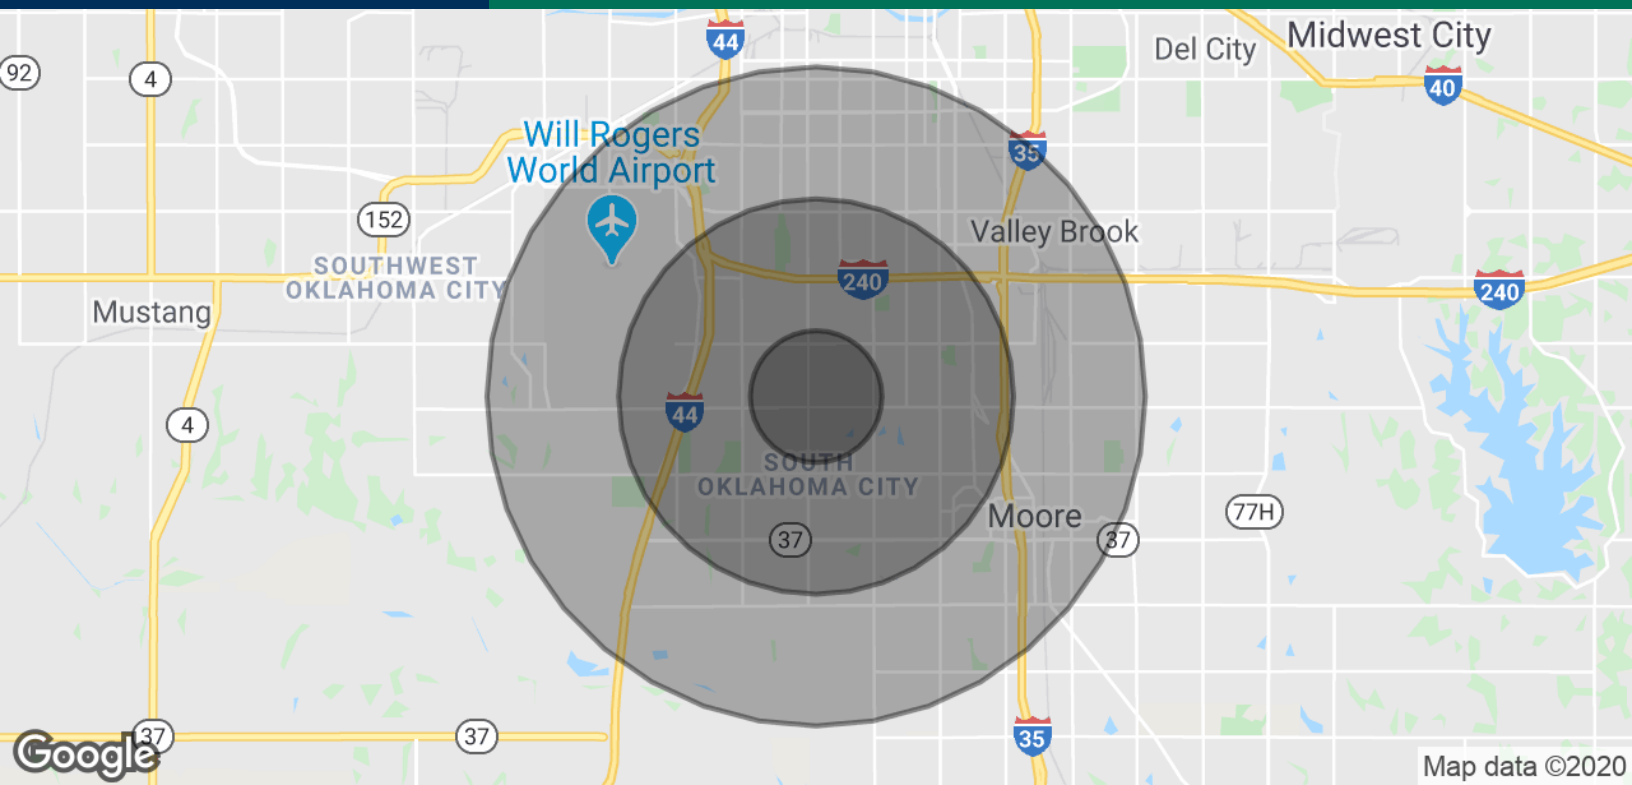 44
Midwest City
Del City
92
4
40
Will Rogers
World Airport
35
152
Valley Brook
SOUTHWEST
OKLAHOMA CITY
240
240
Mustang
44
4
SOUTH
OKLAHOMA CITY
Moore
77H
37
37
37
37
35
Google
Map data ©2020